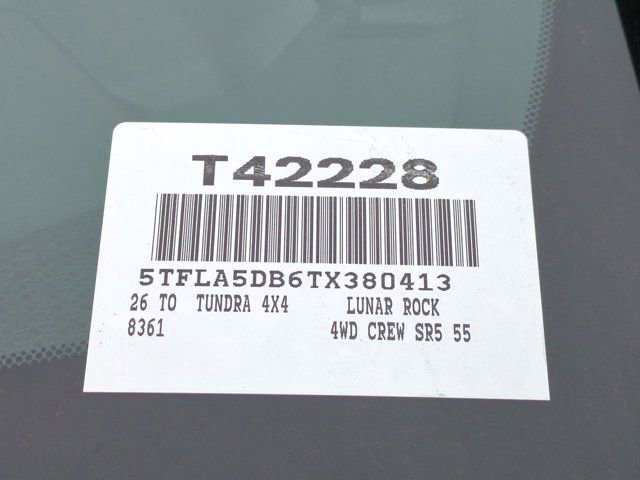 T42228
5TFLA5DB6TX380413
26 TO TUNDRA 4X4 LUNAR ROCK
8361 4WD CREW SR5 55